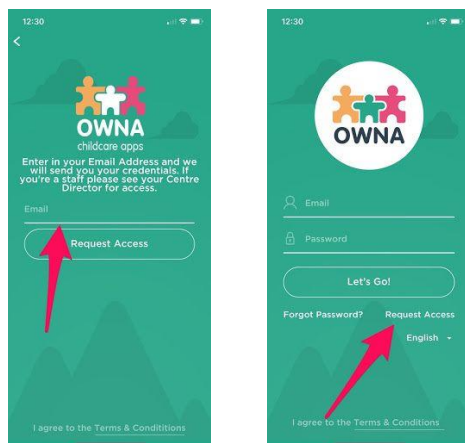 12:30
OWNA
childcare apps
Enter in your Email Address and we
will send you your credentials. If
you're a staff please see your Centre
Director for access.
Email
Request Access
I agree to the Terms & Condititions
12:30
OWNA
Email
Password
Let's Go!
Forgot Password? Request Access
English
I agree to the Terms & Conditions